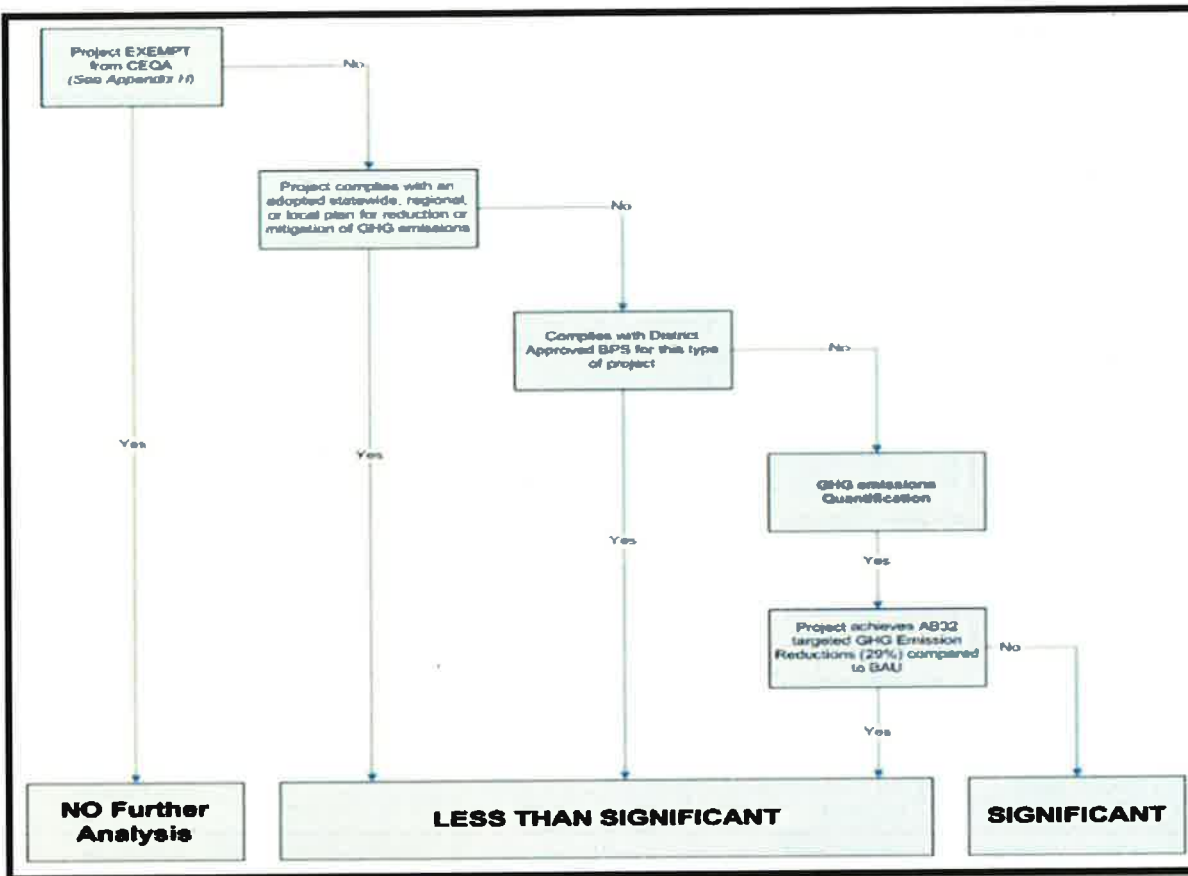 Project EXEMPT
from CEQA
(See Appendix H)
No
Project complies with an
adopted statewide, regional,
or local plan for reduction or
mitigation of GHG emissions
No
Complies with District
Approved BPS for this type
of project
No
Yes
Yes
GHG emissions
Quantification
Yes
Yes
Project achieves AB32
targeted GHG Emission
Reductions (29%) compared
to BAU
No
Yes
NO Further
Analysis
LESS THAN SIGNIFICANT
SIGNIFICANT